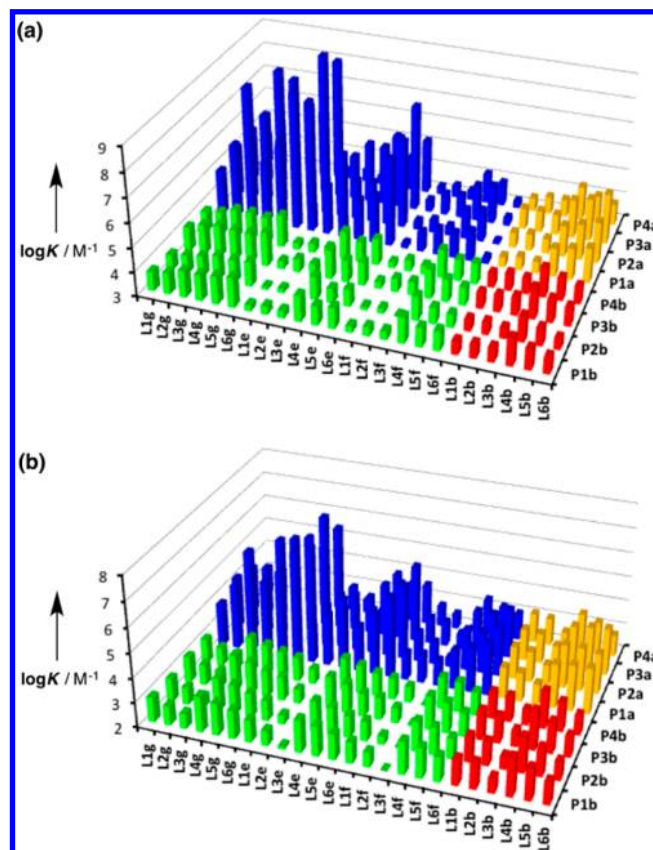 (a)
9
8
7
6
5
4
3
logK / M⁻¹
L1g
L2g
L3g
L4g
L5g
L6g
L1e
L2e
L3e
L4e
L5e
L6e
L1f
L2f
L3f
L4f
L5f
L6f
L1b
L2b
L3b
L4b
L5b
L6b
P4a
P3a
P2a
P1a
P4b
P3b
P2b
P1b
(b)
8
7
6
5
4
3
2
logK / M⁻¹
L1g
L2g
L3g
L4g
L5g
L6g
L1e
L2e
L3e
L4e
L5e
L6e
L1f
L2f
L3f
L4f
L5f
L6f
L1b
L2b
L3b
L4b
L5b
L6b
P4a
P3a
P2a
P1a
P4b
P3b
P2b
P1b